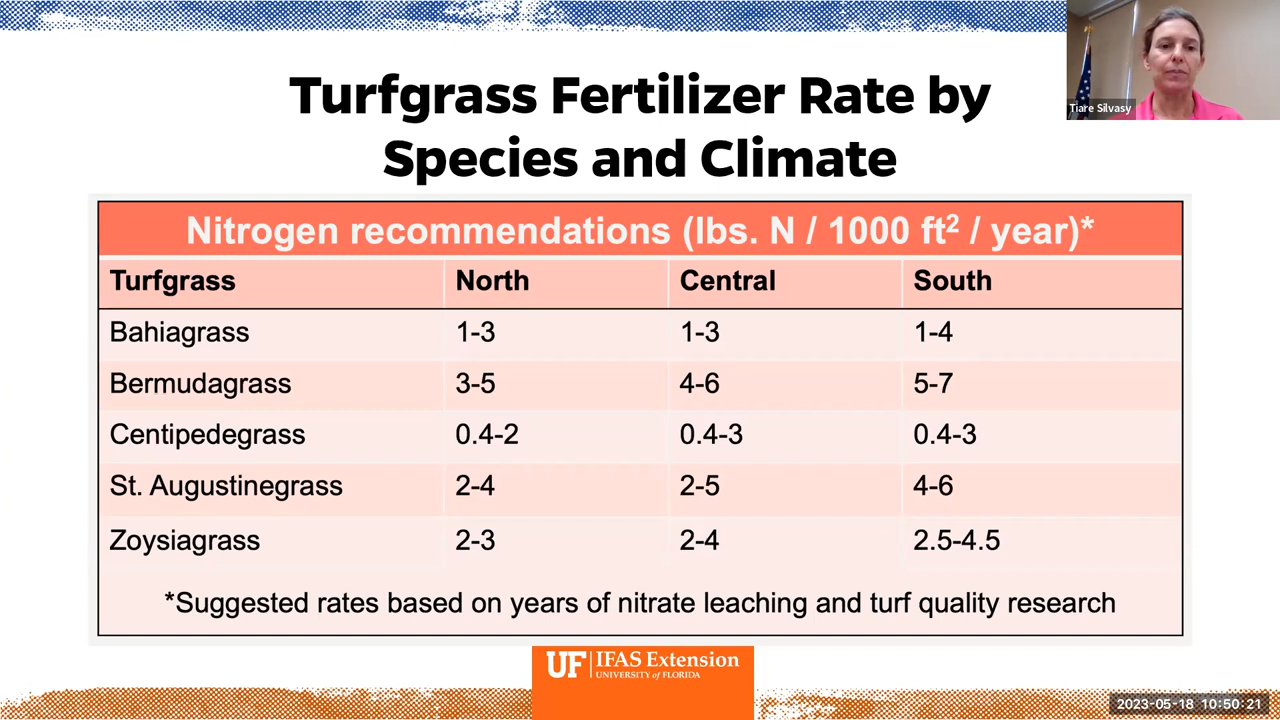 Tiare Silvasy
Turfgrass Fertilizer Rate by
Species and Climate
Nitrogen recommendations (lbs. N / 1000 ft² / year)*
Turfgrass North Central South
Bahiagrass 1-3 1-3 1-4
Bermudagrass 3-5 4-6 5-7
Centipedegrass 0.4-2 0.4-3 0.4-3
St. Augustinegrass 2-4 2-5 4-6
Zoysiagrass 2-3 2-4 2.5-4.5
*Suggested rates based on years of nitrate leaching and turf quality research
UF IFAS Extension
UNIVERSITY of FLORIDA
2023-05-18 10:50:21